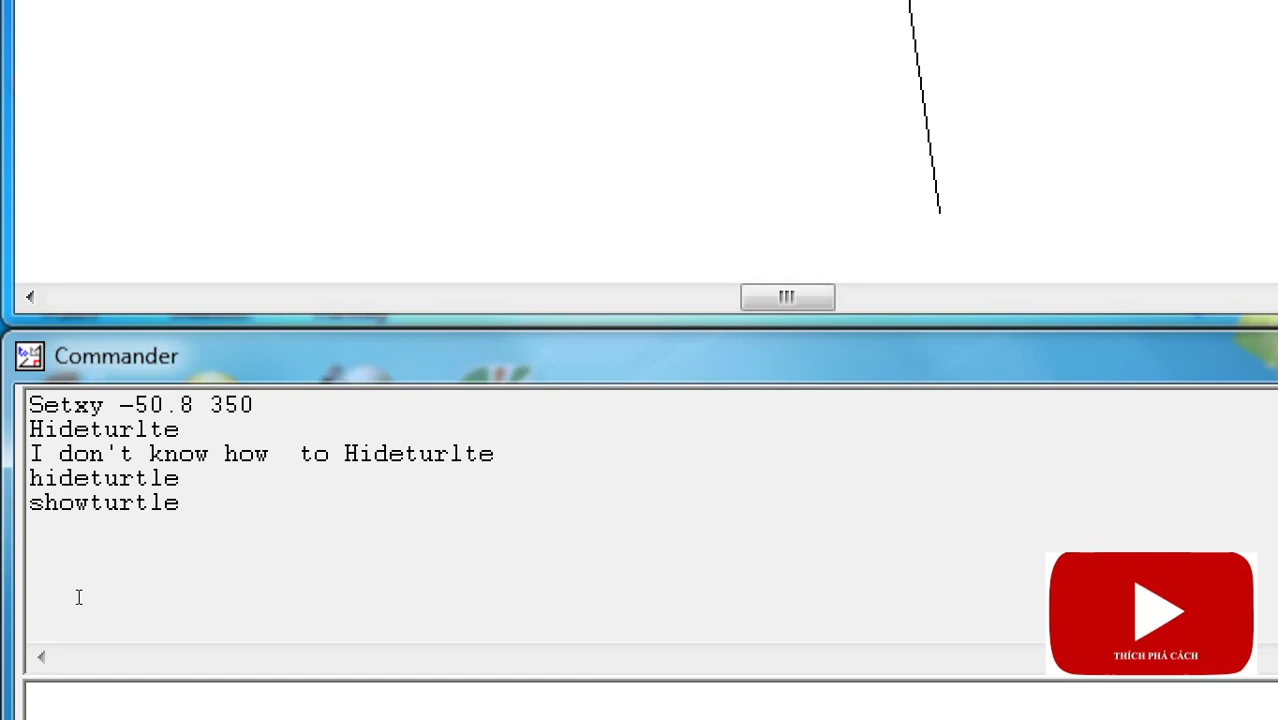 Commander
Setxy -50.8 350
Hideturlte
I don't know how  to Hideturlte
hideturtle
showturtle
THÍCH PHÁ CÁCH